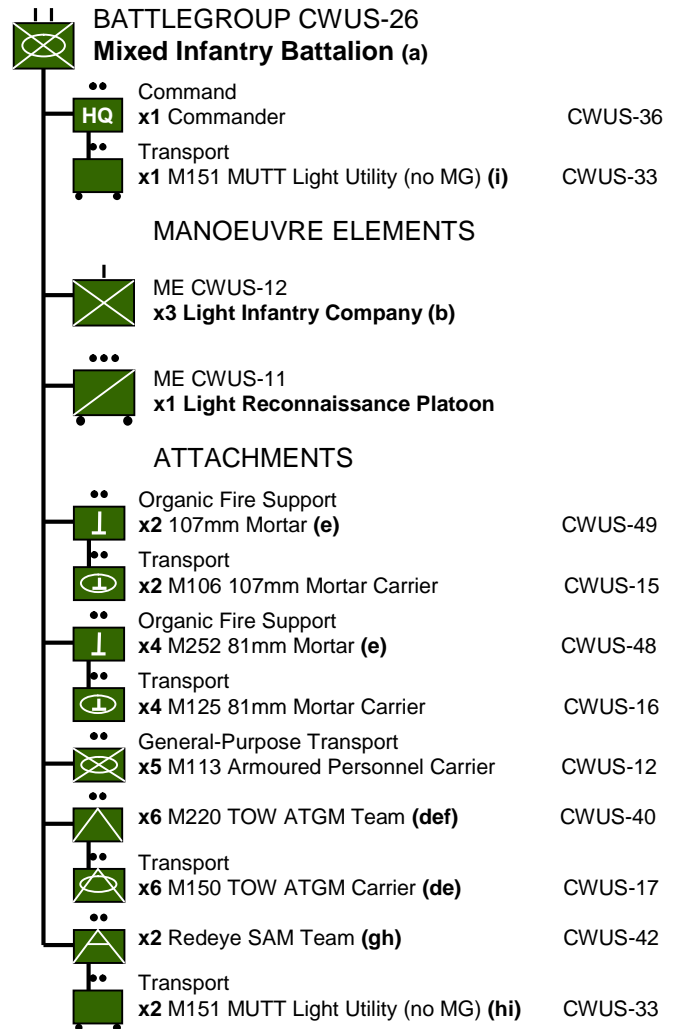 BATTLEGROUP CWUS-26
Mixed Infantry Battalion (a)
Command
HQ x1 Commander CWUS-36
Transport
x1 M151 MUTT Light Utility (no MG) (i) CWUS-33
MANOEUVRE ELEMENTS
ME CWUS-12
x3 Light Infantry Company (b)
ME CWUS-11
x1 Light Reconnaissance Platoon
ATTACHMENTS
Organic Fire Support
x2 107mm Mortar (e) CWUS-49
Transport
x2 M106 107mm Mortar Carrier CWUS-15
Organic Fire Support
x4 M252 81mm Mortar (e) CWUS-48
Transport
x4 M125 81mm Mortar Carrier CWUS-16
General-Purpose Transport
x5 M113 Armoured Personnel Carrier CWUS-12
x6 M220 TOW ATGM Team (def) CWUS-40
Transport
x6 M150 TOW ATGM Carrier (de) CWUS-17
x2 Redeye SAM Team (gh) CWUS-42
Transport
x2 M151 MUTT Light Utility (no MG) (hi) CWUS-33